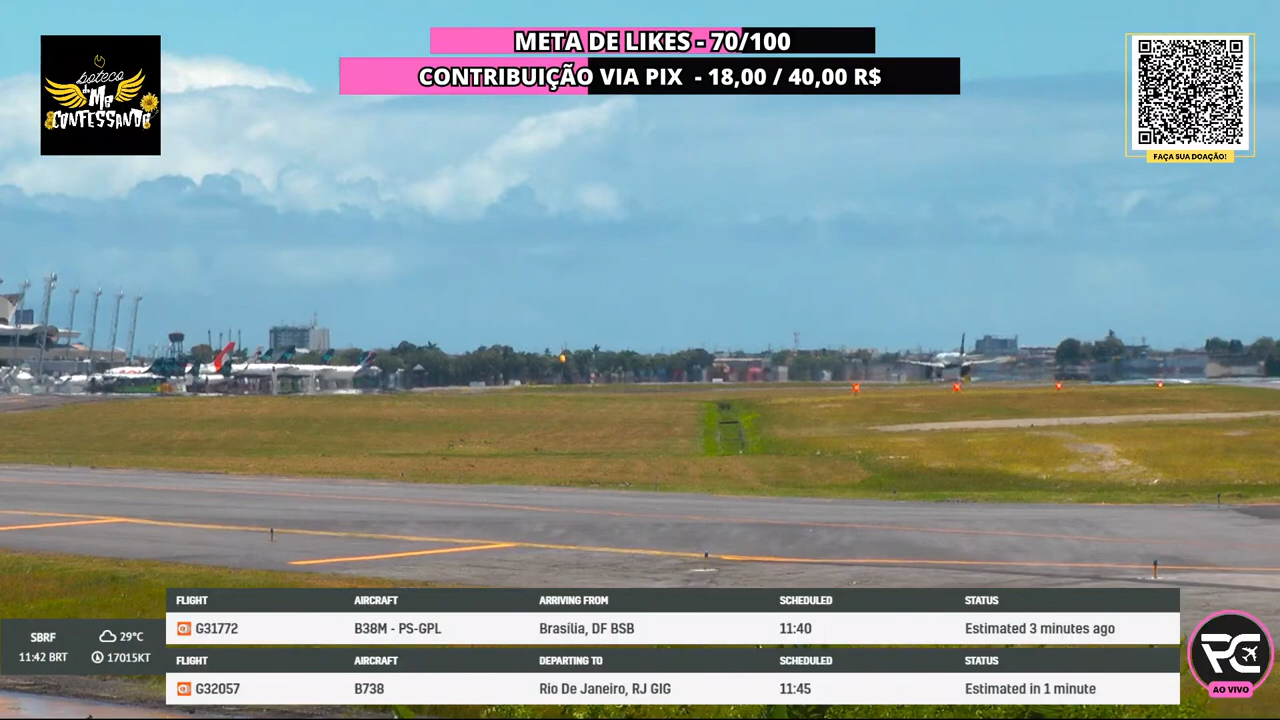 META DE LIKES - 70/100
CONTRIBUIÇÃO VIA PIX - 18,00 / 40,00 R$
boteco
do Me
CONFESSANDO
FAÇA SUA DOAÇÃO!
FLIGHT AIRCRAFT ARRIVING FROM SCHEDULED STATUS
G31772 B38M - PS-GPL Brasília, DF BSB 11:40 Estimated 3 minutes ago
FLIGHT AIRCRAFT DEPARTING TO SCHEDULED STATUS
G32057 B738 Rio De Janeiro, RJ GIG 11:45 Estimated in 1 minute
SBRF 29°C
11:42 BRT 17015KT
PC
AO VIVO